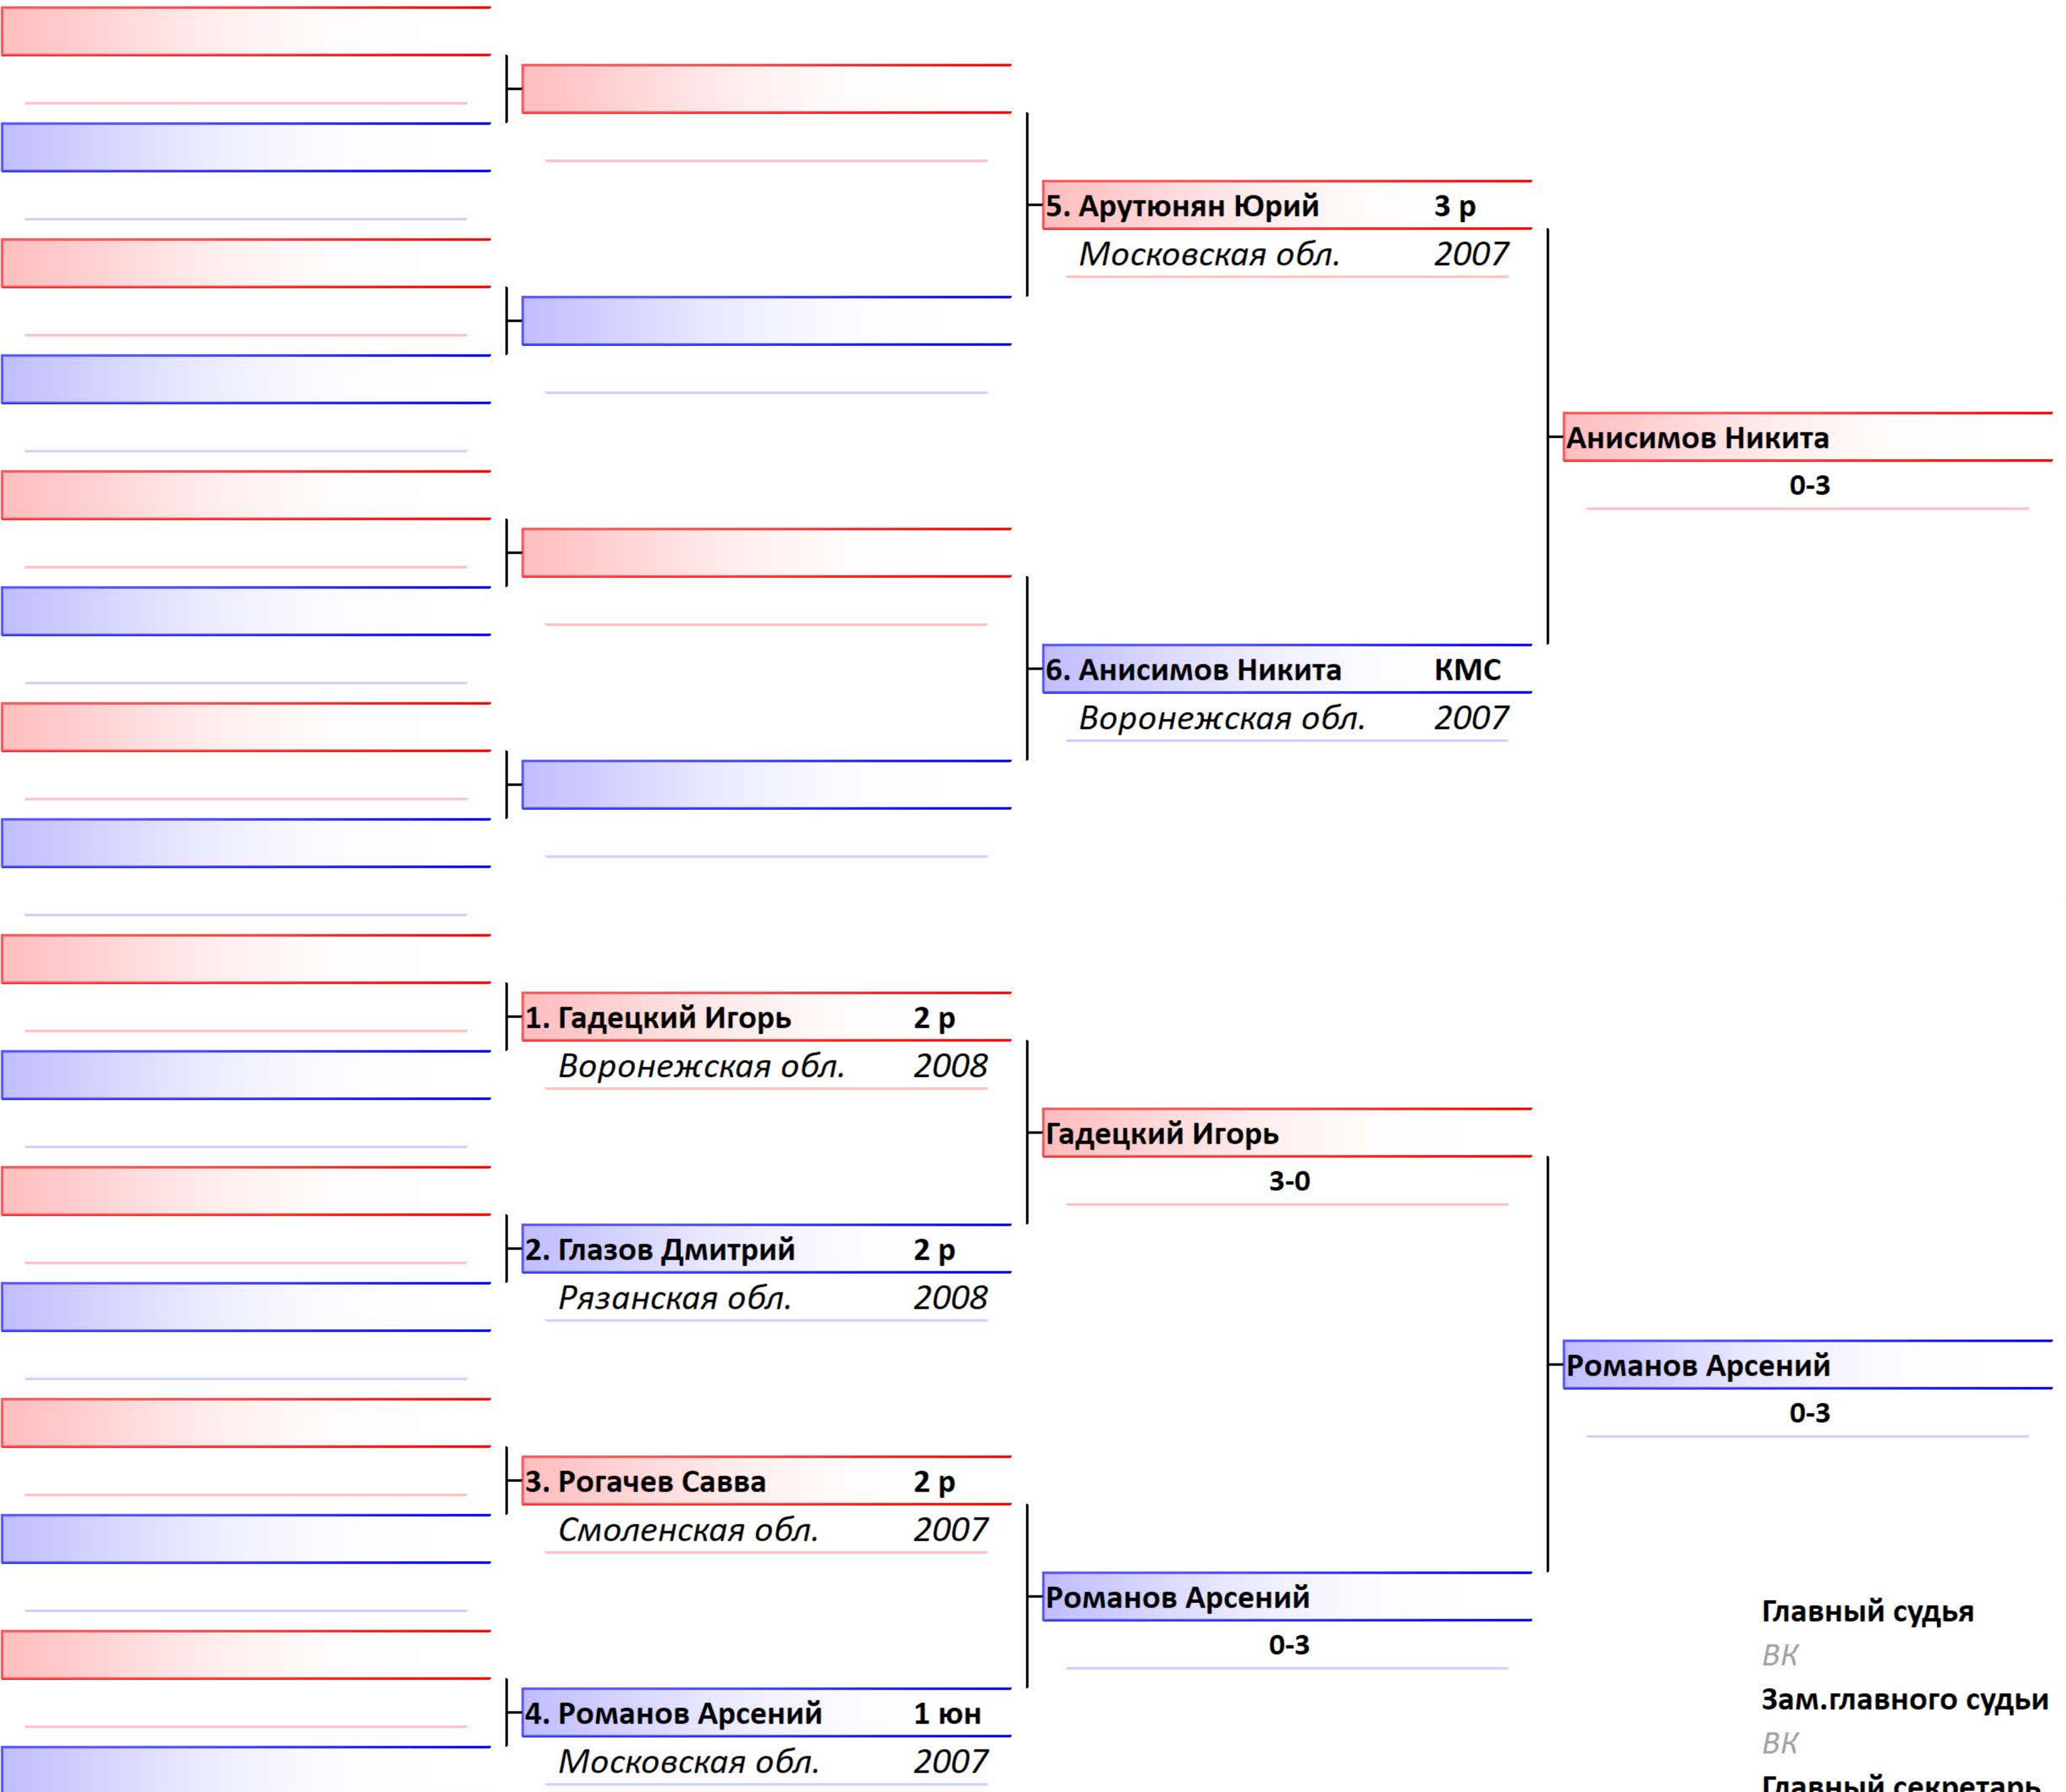 5. Арутюнян Юрий 3 р
Московская обл. 2007
Анисимов Никита
0-3
6. Анисимов Никита КМС
Воронежская обл. 2007
1. Гадецкий Игорь 2 р
Воронежская обл. 2008
Гадецкий Игорь
3-0
2. Глазов Дмитрий 2 р
Рязанская обл. 2008
Романов Арсений
0-3
3. Рогачев Савва 2 р
Смоленская обл. 2007
Романов Арсений
0-3
4. Романов Арсений 1 юн
Московская обл. 2007
Главный судья
ВК
Зам.главного судьи
ВК
Главный секретарь